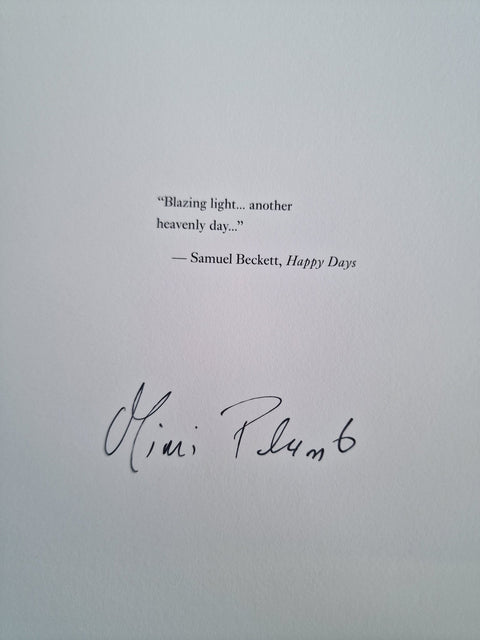 “Blazing light... another
heavenly day...”
— Samuel Beckett, Happy Days
Mimi Plumb